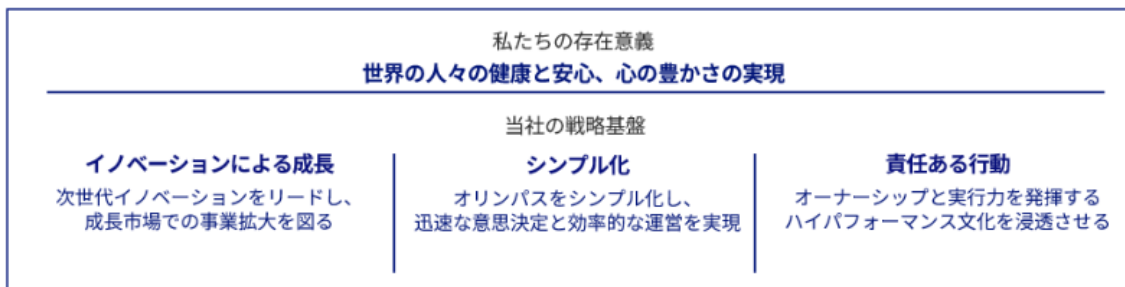 私たちの存在意義
世界の人々の健康と安心、心の豊かさの実現
当社の戦略基盤
イノベーションによる成長
次世代イノベーションをリードし、
成長市場での事業拡大を図る
シンプル化
オリンパスをシンプル化し、
迅速な意思決定と効率的な運営を実現
責任ある行動
オーナーシップと実行力を発揮する
ハイパフォーマンス文化を浸透させる